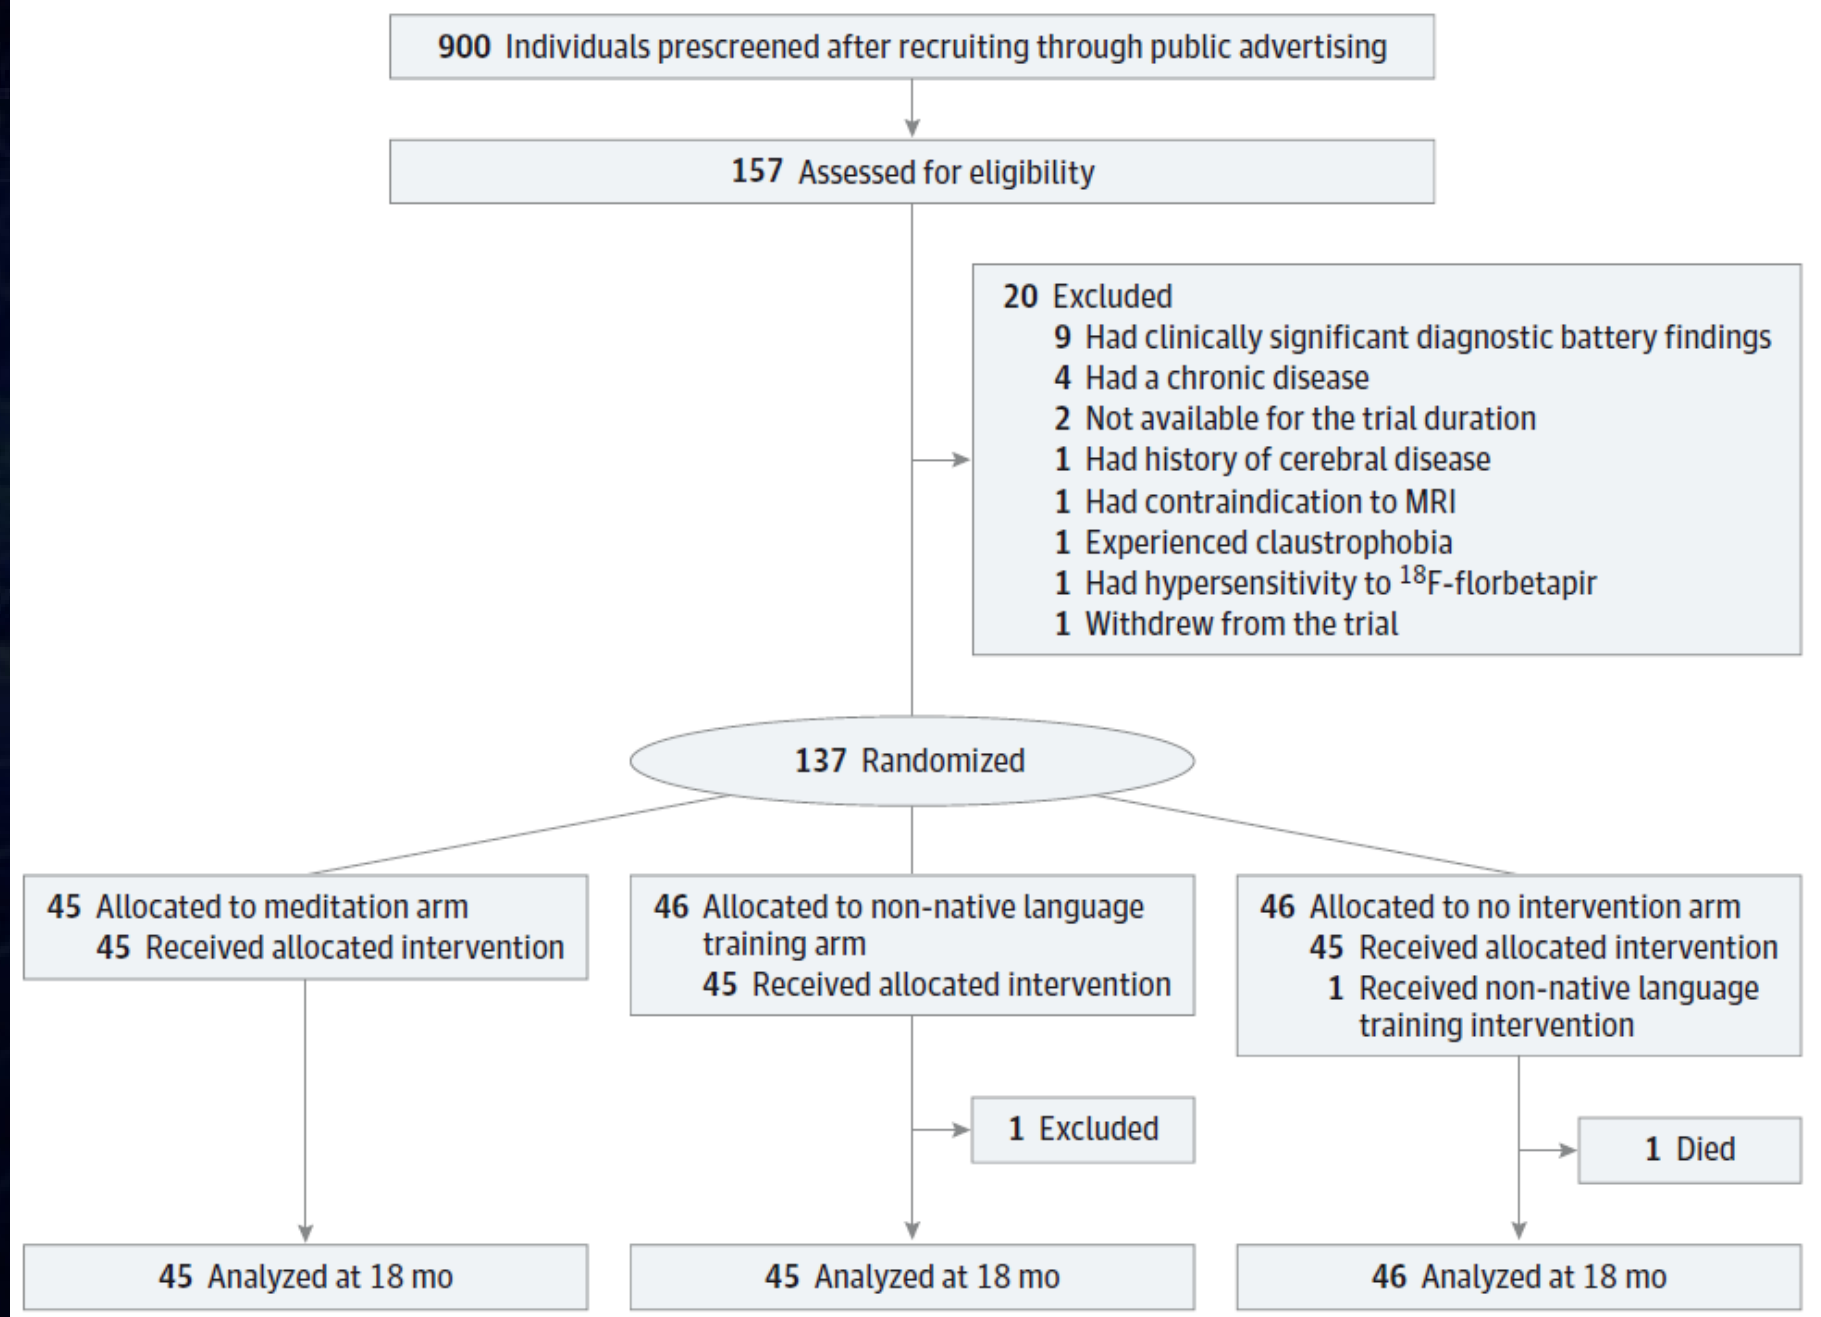 900 Individuals prescreened after recruiting through public advertising
157 Assessed for eligibility
20 Excluded
9 Had clinically significant diagnostic battery findings
4 Had a chronic disease
2 Not available for the trial duration
1 Had history of cerebral disease
1 Had contraindication to MRI
1 Experienced claustrophobia
1 Had hypersensitivity to 18F-florbetapir
1 Withdrew from the trial
137 Randomized
45 Allocated to meditation arm
45 Received allocated intervention
46 Allocated to non-native language
training arm
45 Received allocated intervention
46 Allocated to no intervention arm
45 Received allocated intervention
1 Received non-native language
training intervention
1 Excluded
1 Died
45 Analyzed at 18 mo
45 Analyzed at 18 mo
46 Analyzed at 18 mo